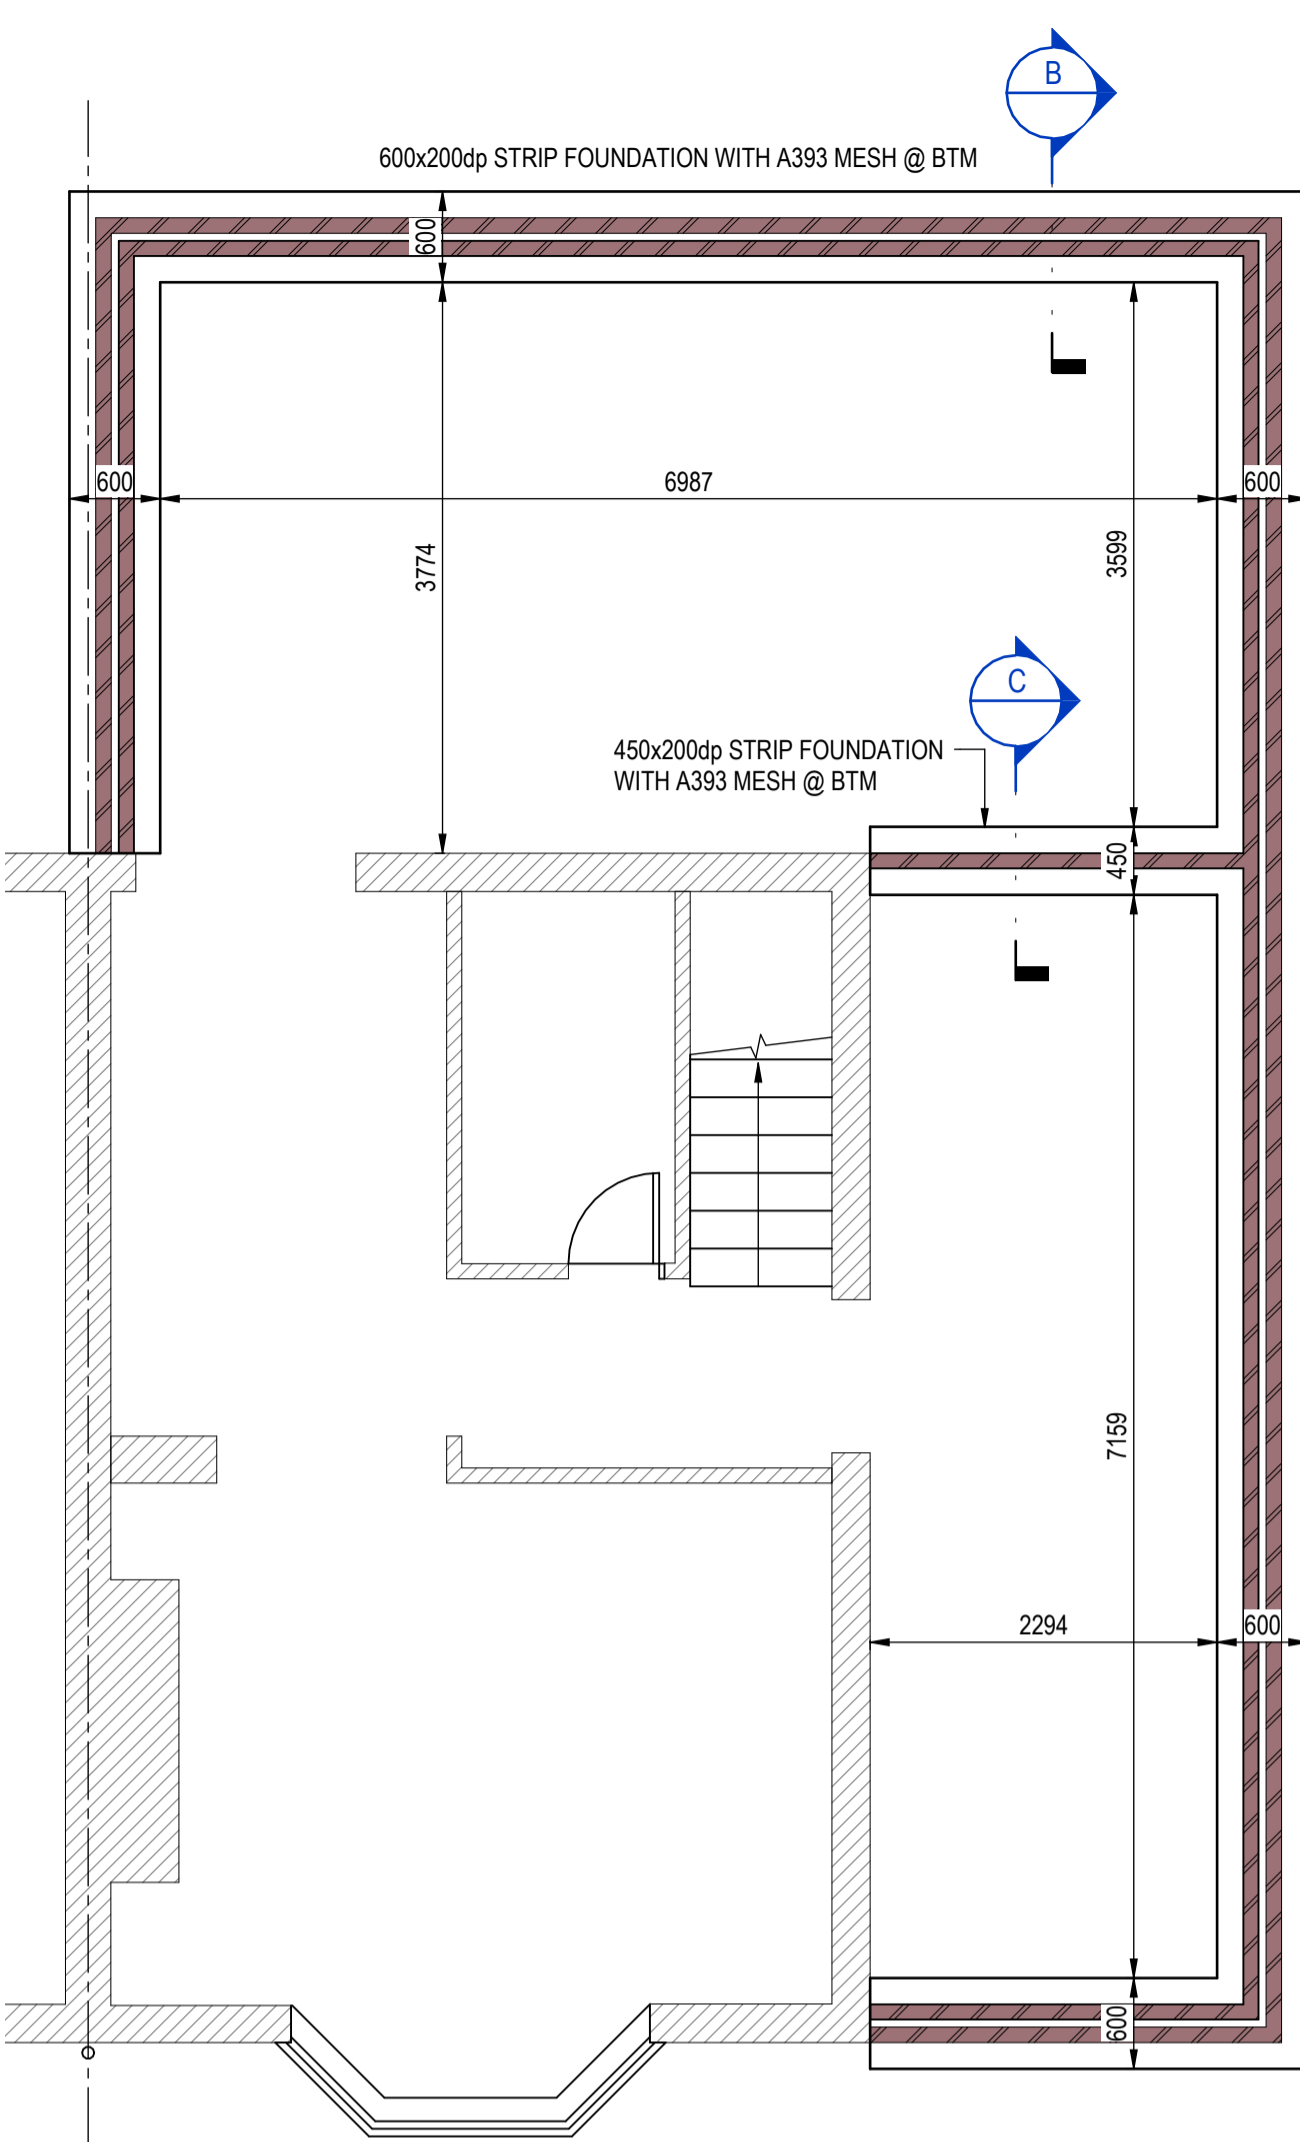 B
600x200dp STRIP FOUNDATION WITH A393 MESH @ BTM
600
600
6987
600
3774
3599
C
450x200dp STRIP FOUNDATION
WITH A393 MESH @ BTM
450
7159
2294
600
600